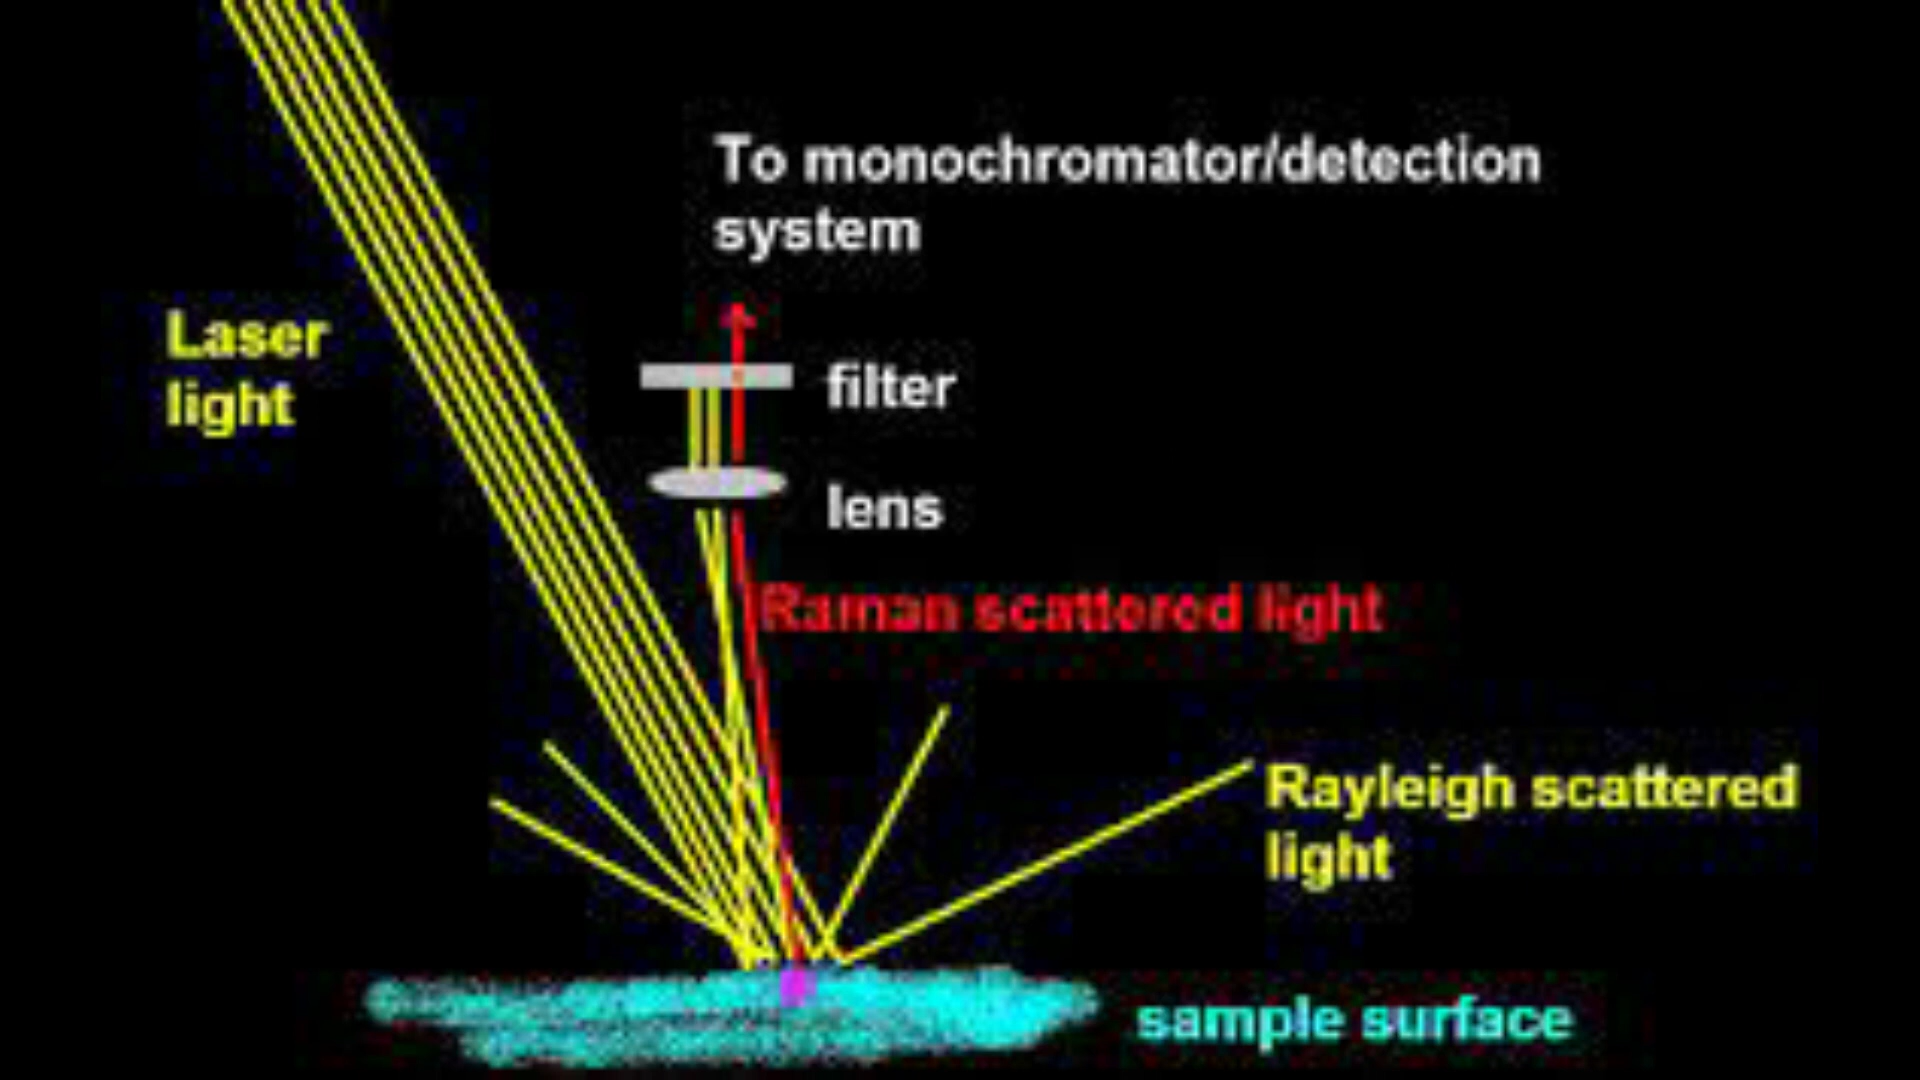 To monochromator/detection
system
Laser
light
filter
lens
Raman scattered light
Rayleigh scattered
light
sample surface